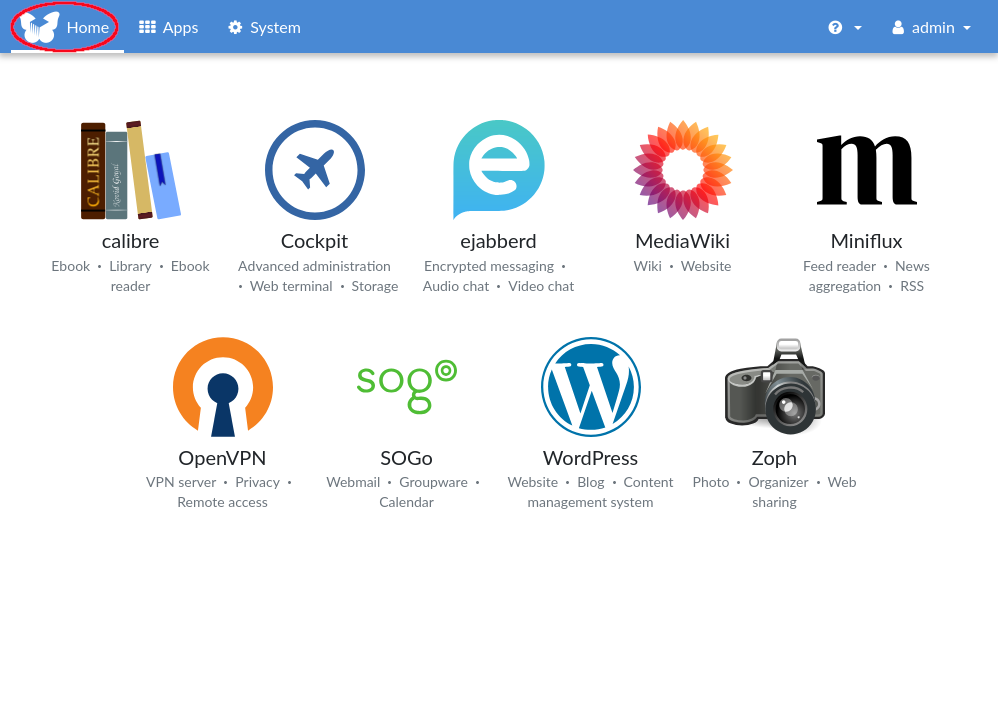 Home Apps System admin
CALIBRE
calibre Cockpit ejabberd MediaWiki Miniflux
Ebook • Library • Ebook Advanced administration Encrypted messaging • Wiki • Website Feed reader • News
reader • Web terminal • Storage Audio chat • Video chat aggregation • RSS
sogo
OpenVPN SOGo WordPress Zoph
VPN server • Privacy • Webmail • Groupware • Website • Blog • Content Photo • Organizer • Web
Remote access Calendar management system sharing